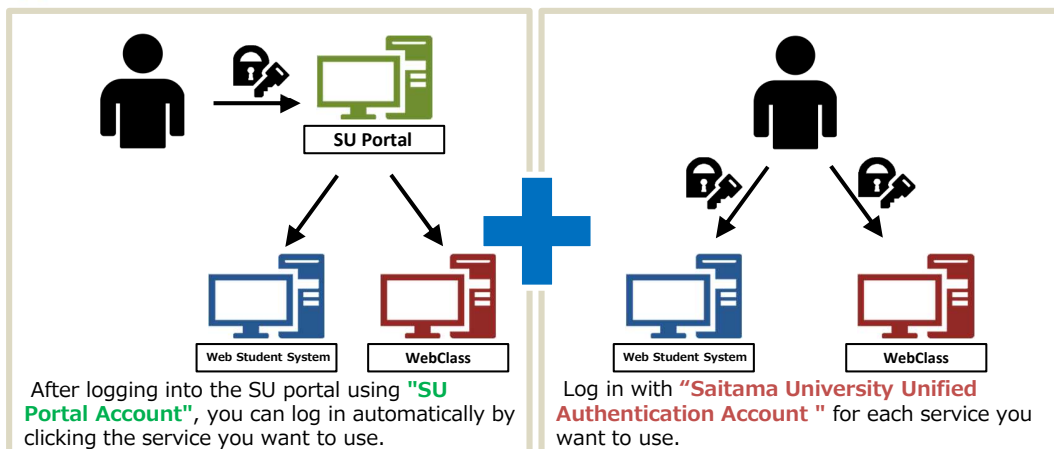 SU Portal
Web Student System
WebClass
After logging into the SU portal using "SU
Portal Account", you can log in automatically by
clicking the service you want to use.
Web Student System
WebClass
Log in with “Saitama University Unified
Authentication Account " for each service you
want to use.